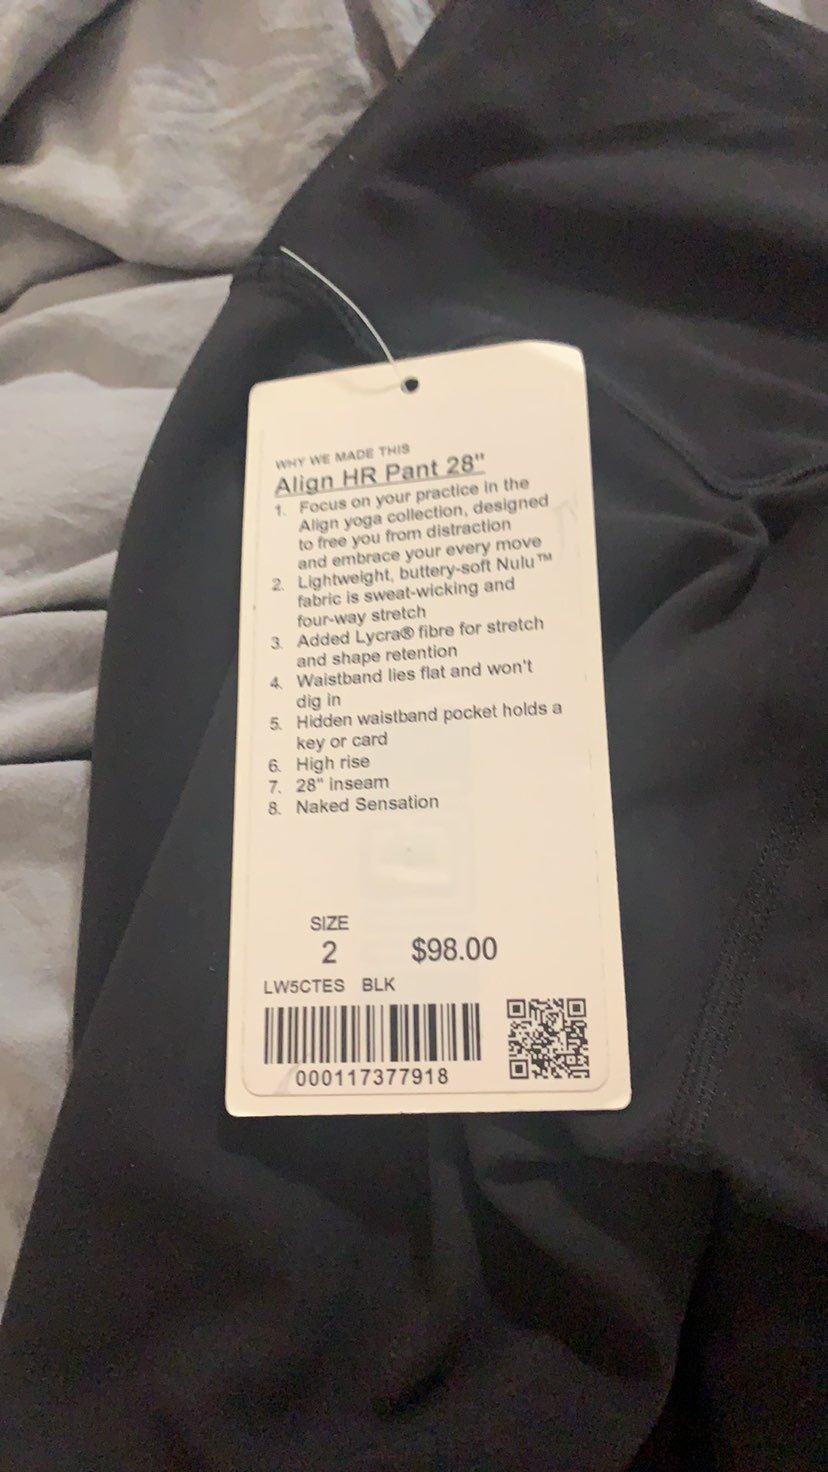 WHY WE MADE THIS
Align HR Pant 28"
1. Focus on your practice in the
Align yoga collection, designed
to free you from distraction
and embrace your every move
2. Lightweight, buttery-soft Nulu™
fabric is sweat-wicking and
four-way stretch
3. Added Lycra® fibre for stretch
and shape retention
4. Waistband lies flat and won't
dig in
5. Hidden waistband pocket holds a
key or card
6. High rise
7. 28" inseam
8. Naked Sensation
SIZE
2 $98.00
LW5CTES BLK
000117377918